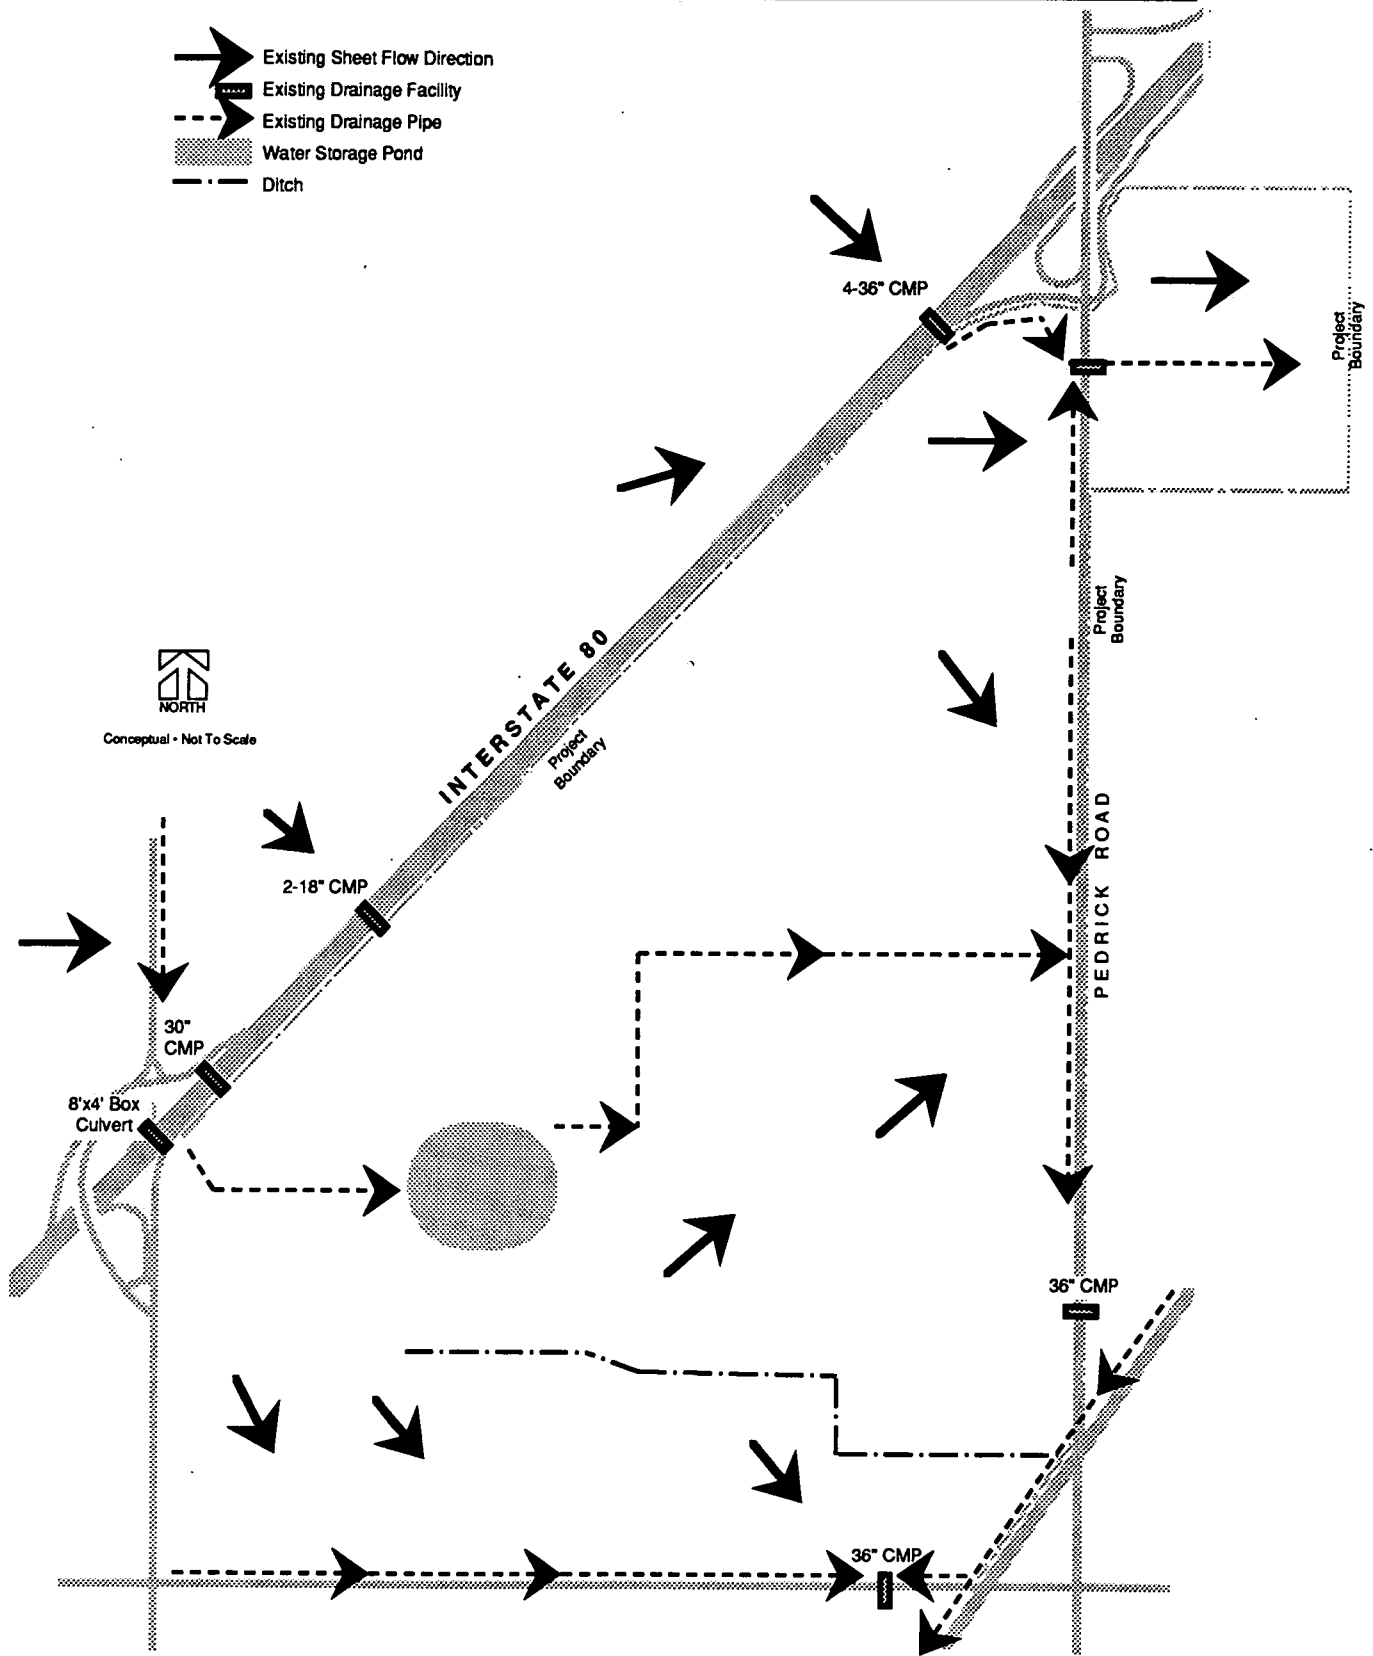 Existing Sheet Flow Direction
Existing Drainage Facility
Existing Drainage Pipe
Water Storage Pond
Ditch
4-36" CMP
Project
Boundary
Project
Boundary
INTERSTATE 80
Project
Boundary
NORTH
Conceptual • Not To Scale
PEDRICK ROAD
2-18" CMP
30"
CMP
8'x4' Box
Culvert
36" CMP
36" CMP